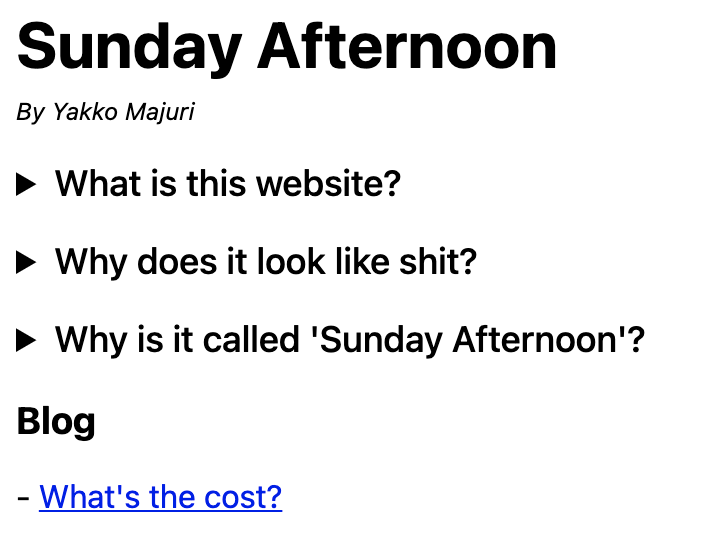 Sunday Afternoon
By Yakko Majuri
What is this website?
Why does it look like shit?
Why is it called 'Sunday Afternoon'?
Blog
- What's the cost?